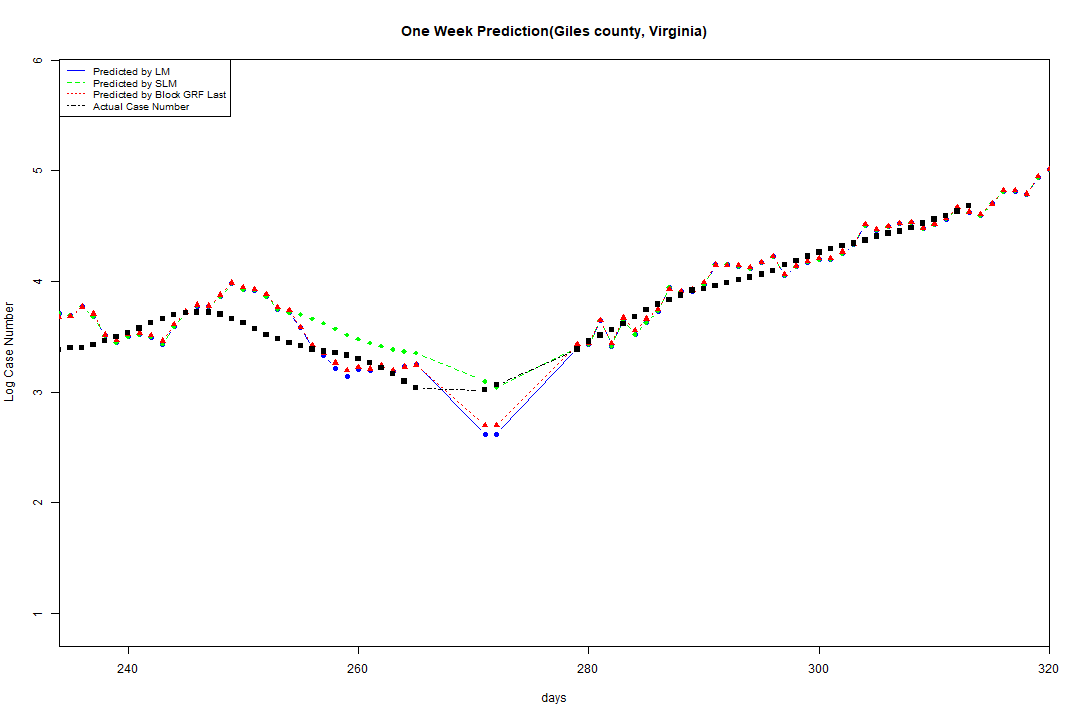 One Week Prediction(Giles county, Virginia)
Predicted by LM
Predicted by SLM
Predicted by Block GRF Last
Actual Case Number
Log Case Number
6
5
4
3
2
1
240 260 280 300 320
days